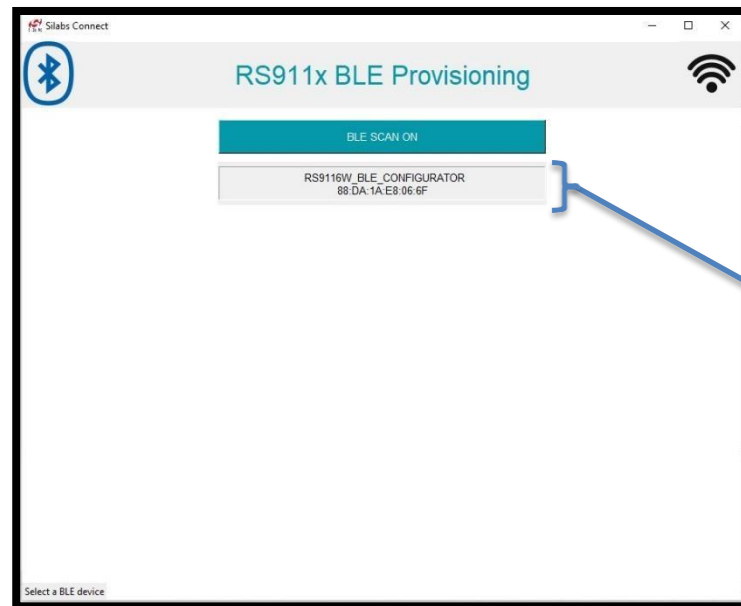 Silabs Connect
RS911x BLE Provisioning
BLE SCAN ON
RS9116W_BLE_CONFIGURATOR
88:DA:1A:E8:06:6F
Select a BLE device